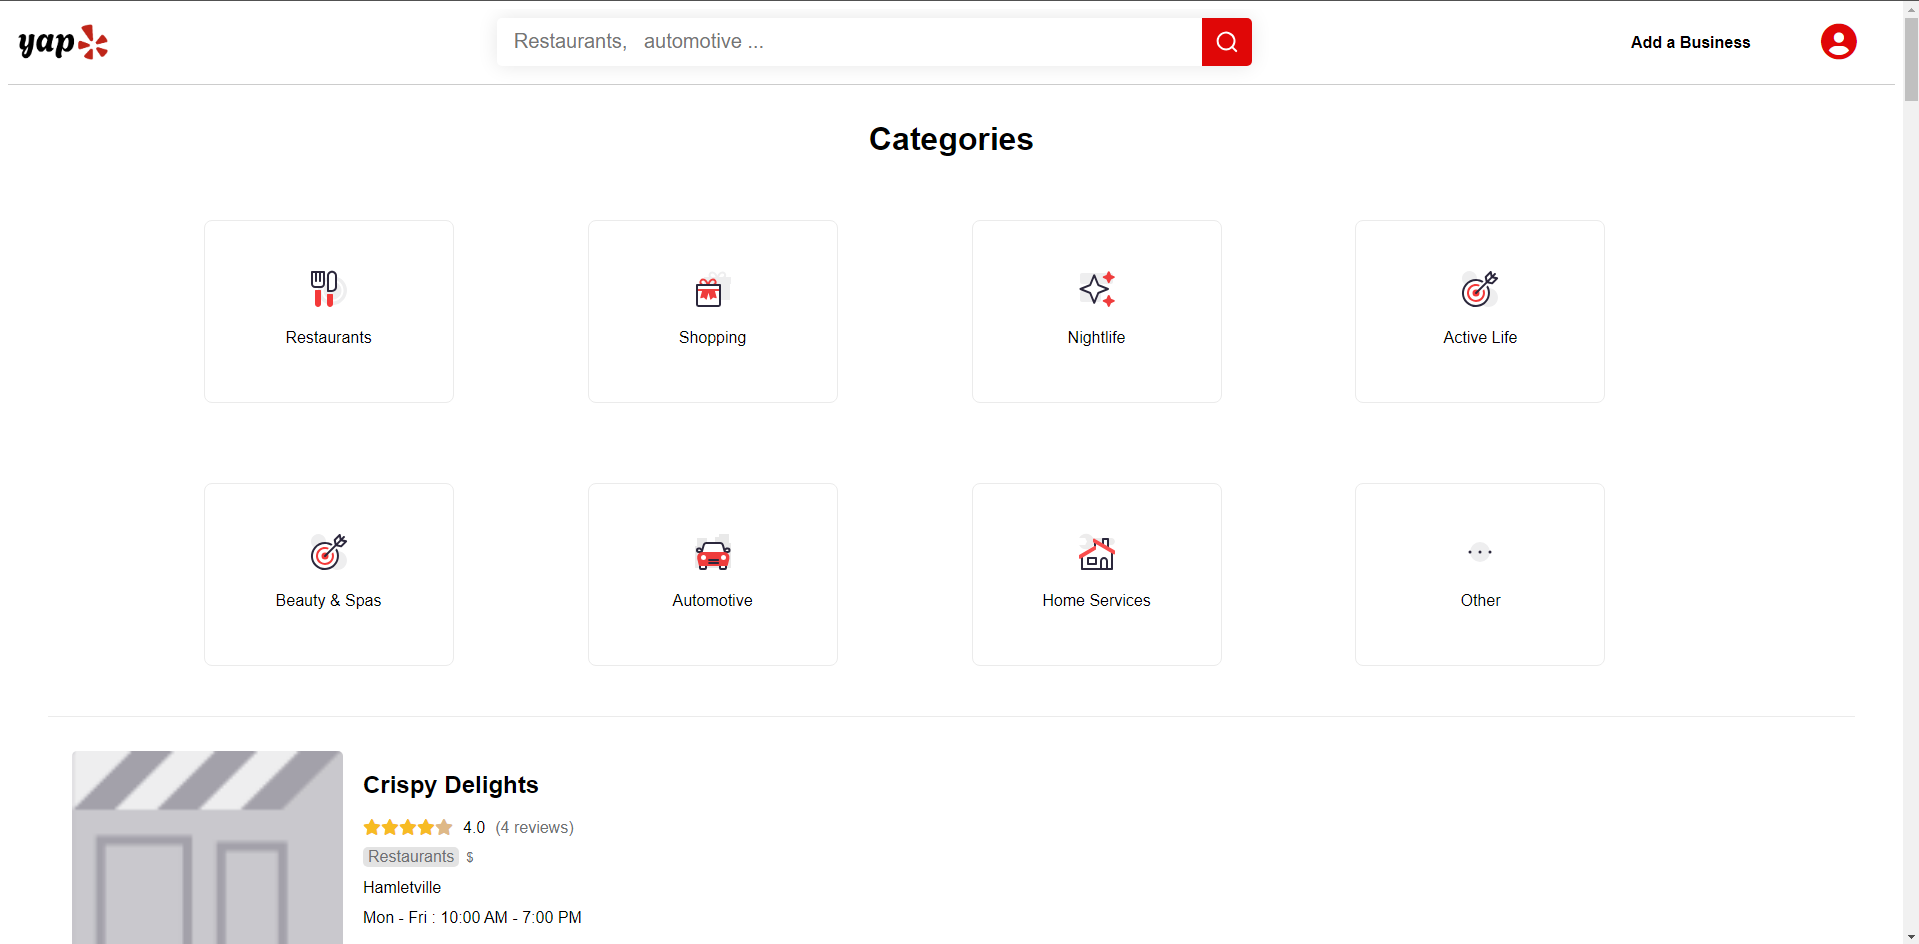 yap
Restaurants, automotive ...
Add a Business
Categories
Restaurants
Shopping
Nightlife
Active Life
Beauty & Spas
Automotive
Home Services
Other
Crispy Delights
4.0 (4 reviews)
Restaurants $
Hamletville
Mon - Fri : 10:00 AM - 7:00 PM